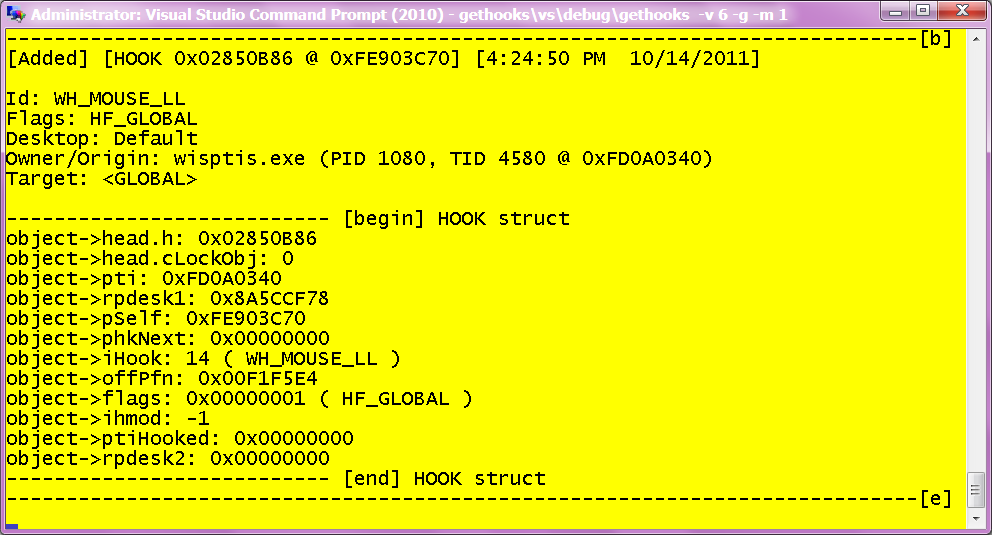 Administrator: Visual Studio Command Prompt (2010) - gethooks\vs\debug\gethooks  -v 6 -g -m 1
----------------------------------------------------------------------------[b]
[Added] [HOOK 0x02850B86 @ 0xFE903C70] [4:24:50 PM  10/14/2011]
Id: WH_MOUSE_LL
Flags: HF_GLOBAL
Desktop: Default
Owner/Origin: wisptis.exe (PID 1080, TID 4580 @ 0xFD0A0340)
Target: <GLOBAL>
--------------------------- [begin] HOOK struct
object->head.h: 0x02850B86
object->head.cLockObj: 0
object->pti: 0xFD0A0340
object->rpdesk1: 0x8A5CCF78
object->pSelf: 0xFE903C70
object->phkNext: 0x00000000
object->iHook: 14 ( WH_MOUSE_LL )
object->offPfn: 0x00F1F5E4
object->flags: 0x00000001 ( HF_GLOBAL )
object->ihmod: -1
object->ptiHooked: 0x00000000
object->rpdesk2: 0x00000000
--------------------------- [end] HOOK struct
----------------------------------------------------------------------------[e]